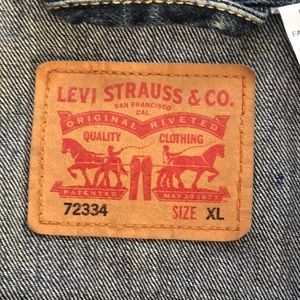 LEVI STRAUSS & CO.
SAN FRANCISCO
CAL.
ORIGINAL RIVETED
QUALITY CLOTHING
PATENTED MAY 20 1873
72334 SIZE XL